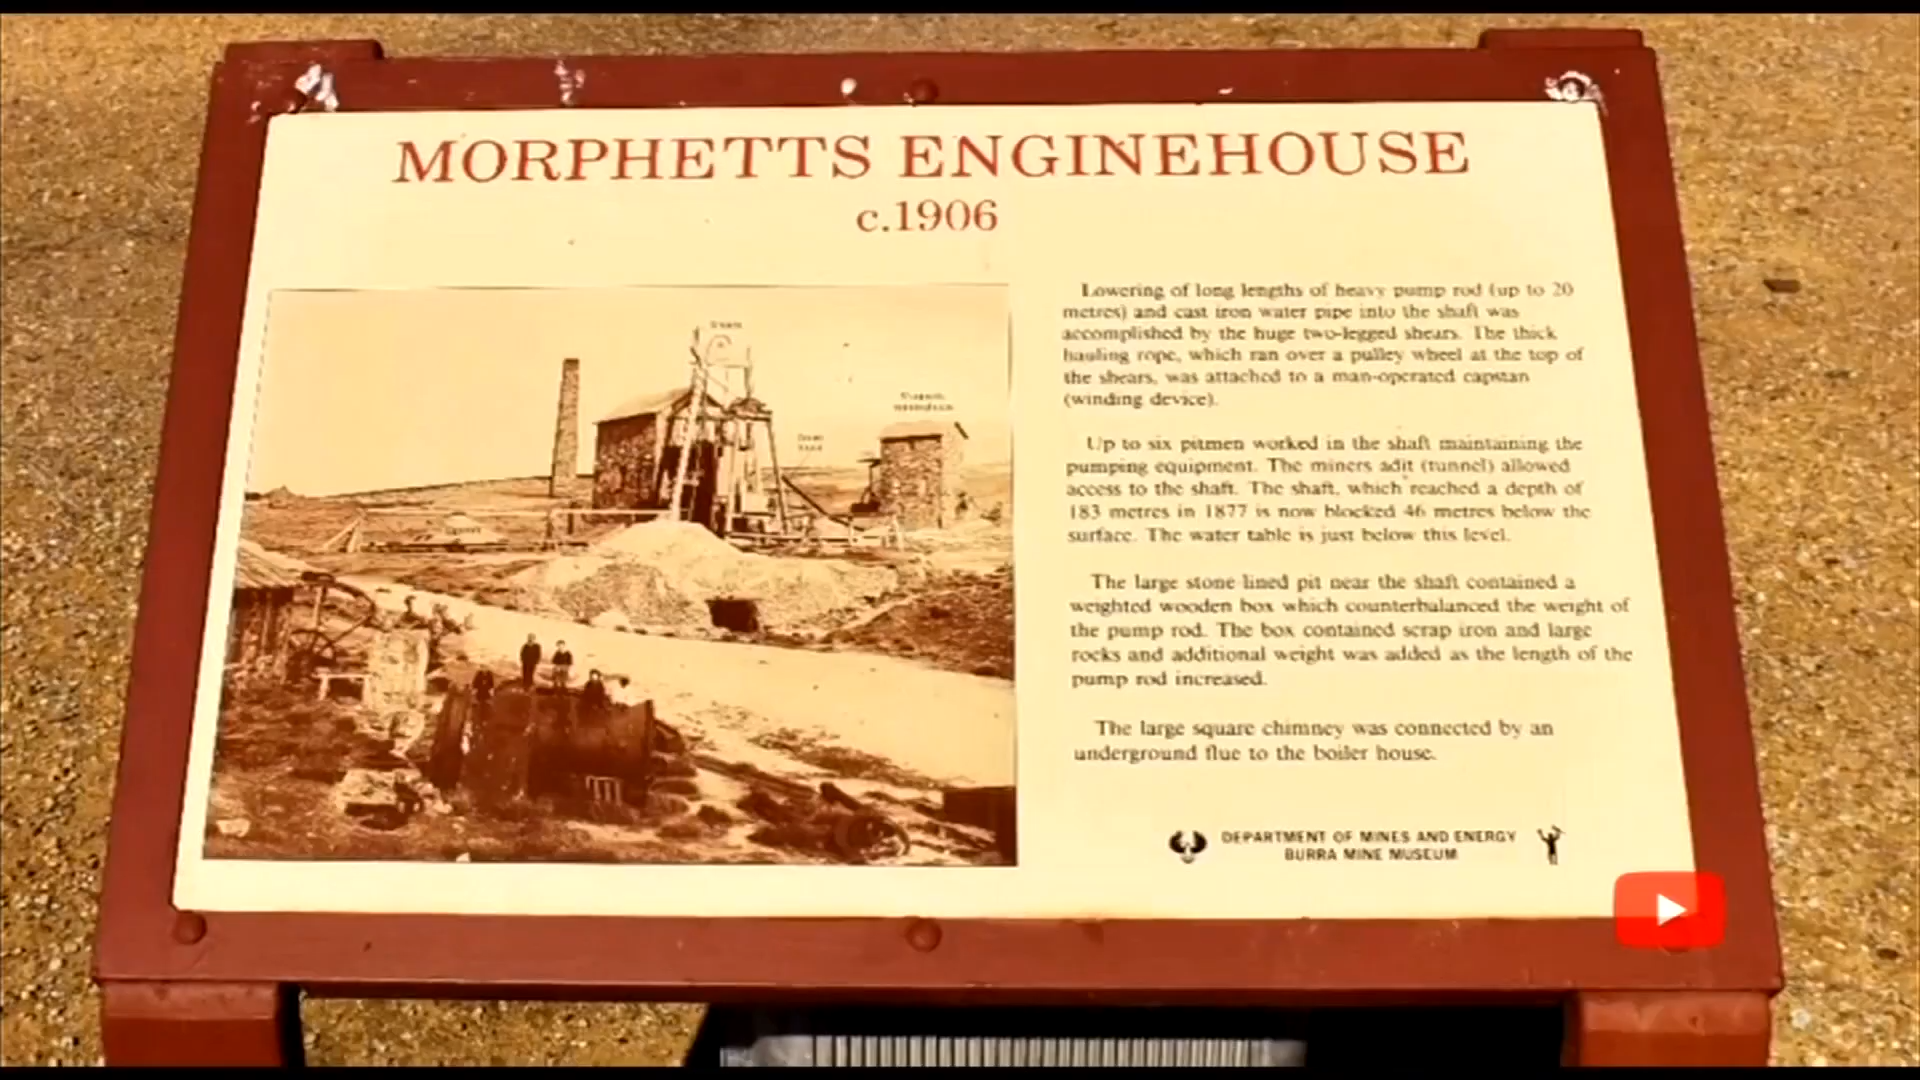 MORPHETTS ENGINEHOUSE
c.1906
Lowering of long lengths of heavy pump rod (up to 20
metres) and cast iron water pipe into the shaft was
accomplished by the huge two-legged shears. The thick
hauling rope, which ran over a pulley wheel at the top of
the shears, was attached to a man-operated capstan
(winding device).
Up to six pitmen worked in the shaft maintaining the
pumping equipment. The miners adit (tunnel) allowed
access to the shaft. The shaft, which reached a depth of
183 metres in 1877 is now blocked 46 metres below the
surface. The water table is just below this level.
The large stone lined pit near the shaft contained a
weighted wooden box which counterbalanced the weight of
the pump rod. The box contained scrap iron and large
rocks and additional weight was added as the length of the
pump rod increased.
The large square chimney was connected by an
underground flue to the boiler house.
DEPARTMENT OF MINES AND ENERGY
BURRA MINE MUSEUM